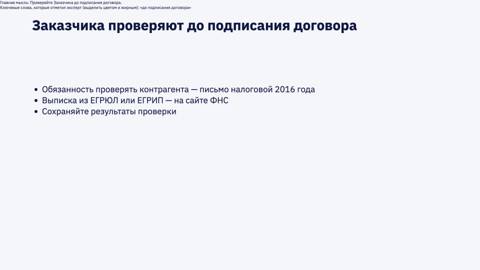 Главная мысль: Проверяйте Заказчика до подписания договора.
Ключевые слова, которые отметил эксперт (выделить цветом и жирным): «до подписания договора»
Заказчика проверяют до подписания договора
• Обязанность проверять контрагента — письмо налоговой 2016 года
• Выписка из ЕГРЮЛ или ЕГРИП — на сайте ФНС
• Сохраняйте результаты проверки